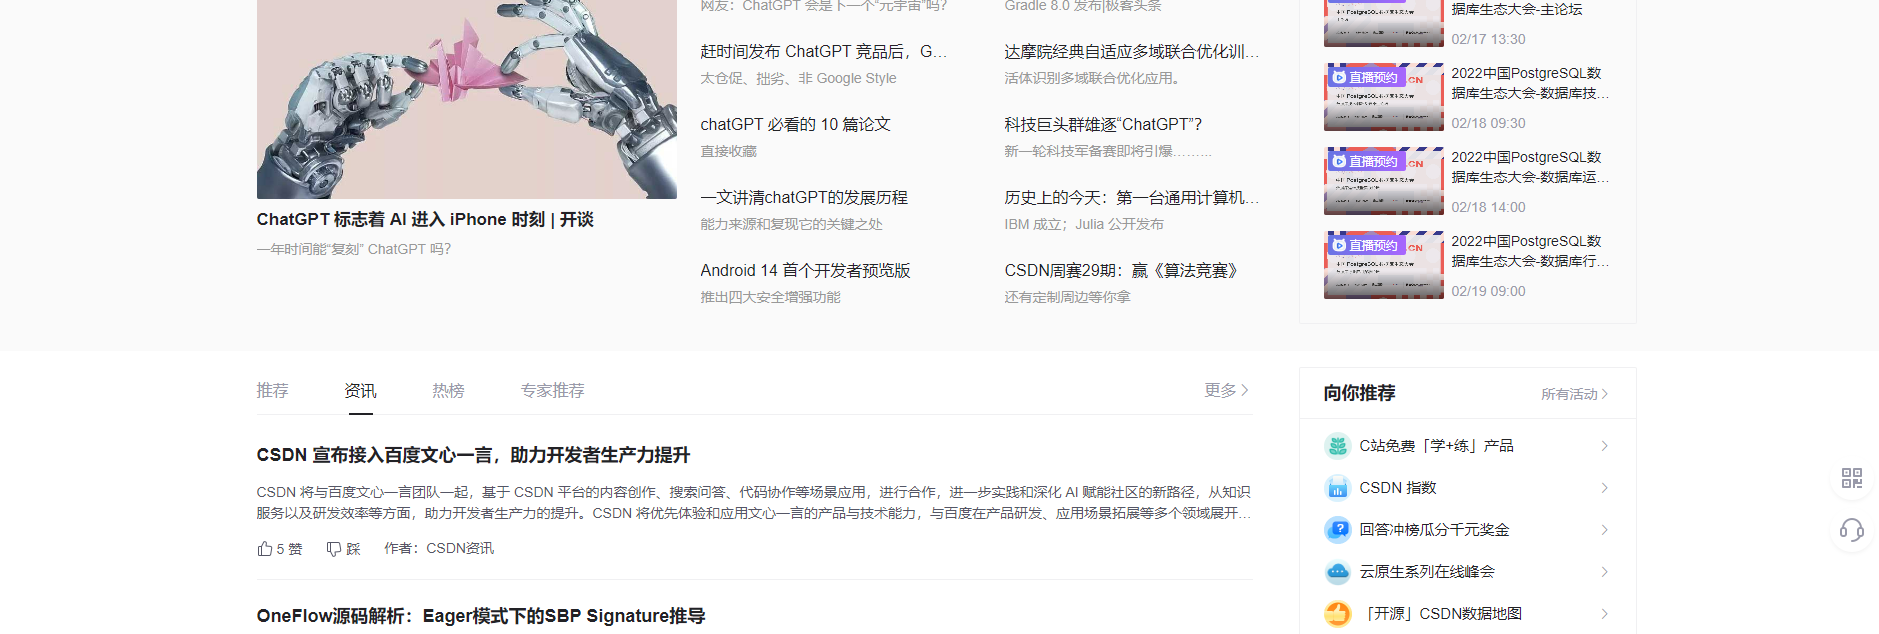 网友：ChatGPT 会是下一个“元宇宙”吗？
Gradle 8.0 发布|极客头条
据库生态大会-主论坛
02/17 13:30
赶时间发布 ChatGPT 竞品后，G...
太仓促、拙劣、非 Google Style
达摩院经典自适应多域联合优化训...
活体识别多域联合优化应用。
直播预约
2022中国PostgreSQL数
据库生态大会-数据库技...
02/18 09:30
chatGPT 必看的 10 篇论文
直接收藏
科技巨头群雄逐“ChatGPT”？
新一轮科技军备赛即将引爆………
直播预约
2022中国PostgreSQL数
据库生态大会-数据库运...
02/18 14:00
一文讲清chatGPT的发展历程
能力来源和复现它的关键之处
历史上的今天：第一台通用计算机...
IBM 成立；Julia 公开发布
ChatGPT 标志着 AI 进入 iPhone 时刻 | 开谈
一年时间能“复刻” ChatGPT 吗？
直播预约
2022中国PostgreSQL数
据库生态大会-数据库行...
02/19 09:00
Android 14 首个开发者预览版
推出四大安全增强功能
CSDN周赛29期：赢《算法竞赛》
还有定制周边等你拿
推荐 资讯 热榜 专家推荐 更多
CSDN 宣布接入百度文心一言，助力开发者生产力提升
CSDN 将与百度文心一言团队一起，基于 CSDN 平台的内容创作、搜索问答、代码协作等场景应用，进行合作，进一步实践和深化 AI 赋能社区的新路径，从知识
服务以及研发效率等方面，助力开发者生产力的提升。CSDN 将优先体验和应用文心一言的产品与技术能力，与百度在产品研发、应用场景拓展等多个领域展开...
5 赞 踩 作者：CSDN资讯
OneFlow源码解析：Eager模式下的SBP Signature推导
向你推荐 所有活动
C站免费「学+练」产品
CSDN 指数
回答冲榜瓜分千元奖金
云原生系列在线峰会
「开源」CSDN数据地图